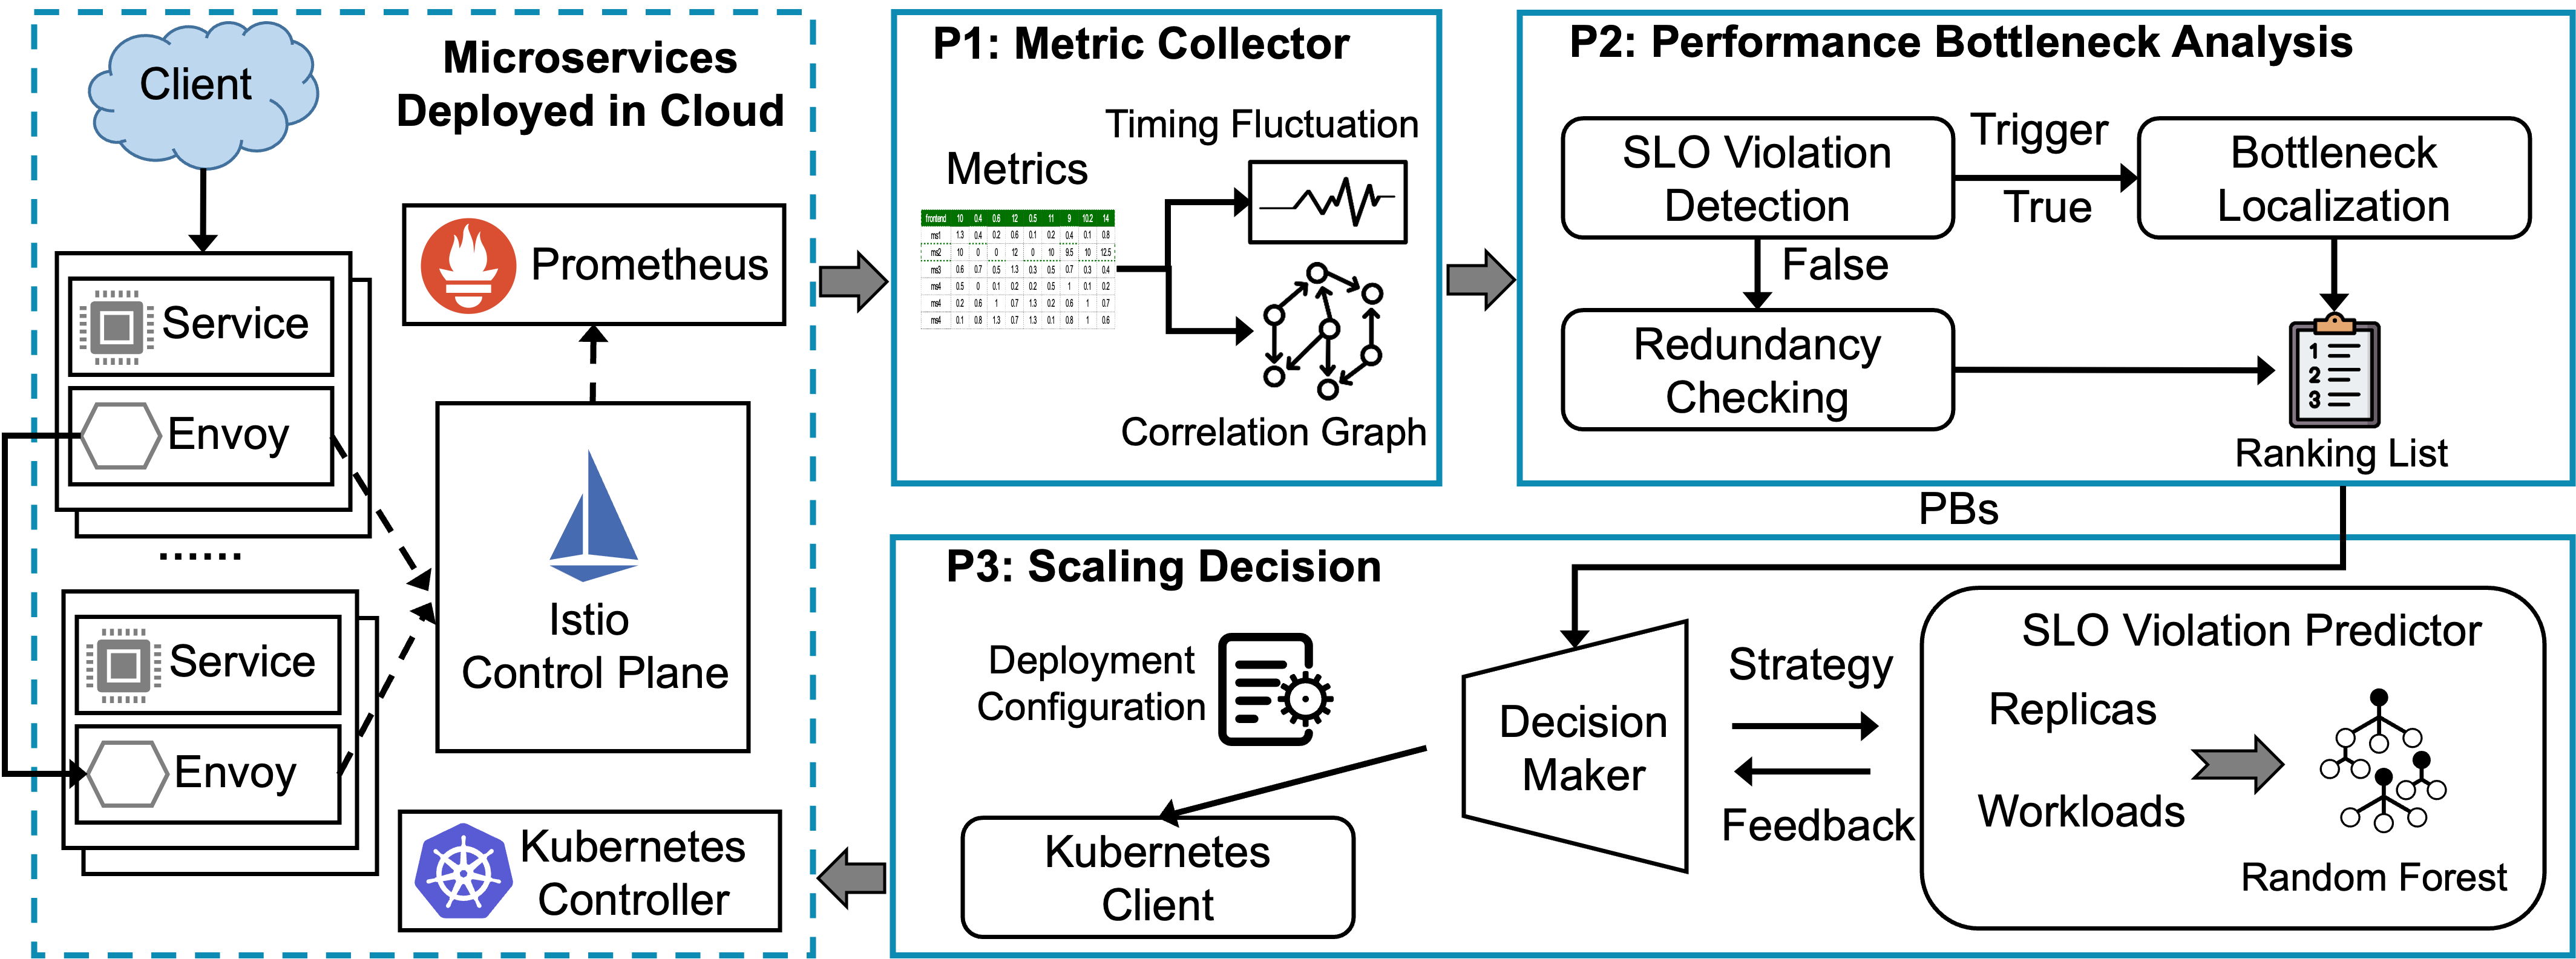 Client
Microservices
Deployed in Cloud
Prometheus
Service
Envoy
......
Service
Envoy
Istio
Control Plane
Kubernetes
Controller
P1: Metric Collector
Metrics
Timing Fluctuation
frontend 10 0.4 0.6 12 0.5 11 9 10.2 14
ms1 1.3 0.4 0.2 0.6 0.1 0.2 0.4 0.1 0.8
ms2 10 0 0 12 0 10 9.5 10 12.5
ms3 0.6 0.7 0.5 1.3 0.3 0.5 0.7 0.3 0.4
ms4 0.5 0 0.1 0.2 0.2 0.5 1 0.1 0.2
ms4 0.2 0.6 1 0.7 1.3 0.2 0.6 1 0.7
ms4 0.1 0.8 1.3 0.7 1.3 0.1 0.8 1 0.6
Correlation Graph
P2: Performance Bottleneck Analysis
SLO Violation
Detection
Trigger
True
Bottleneck
Localization
False
Redundancy
Checking
1
2
3
Ranking List
PBs
P3: Scaling Decision
Deployment
Configuration
Kubernetes
Client
Decision
Maker
Strategy
Feedback
SLO Violation Predictor
Replicas
Workloads
Random Forest